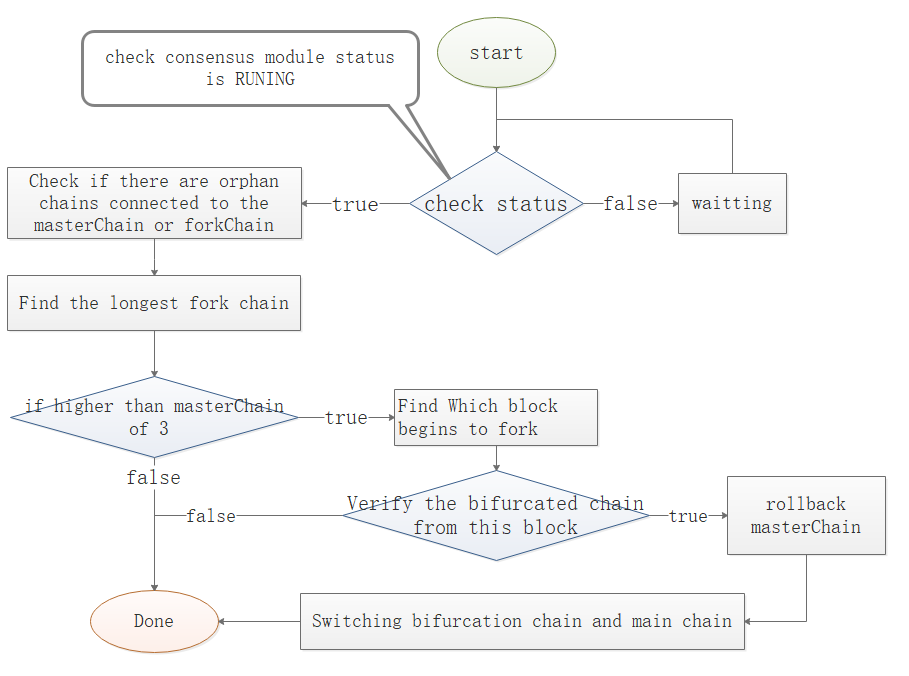 start
check consensus module status
is RUNING
check status
true
false
waitting
Check if there are orphan
chains connected to the
masterChain or forkChain
Find the longest fork chain
if higher than masterChain
of 3
true
Find Which block
begins to fork
false
Verify the bifurcated chain
from this block
false
true
rollback
masterChain
Switching bifurcation chain and main chain
Done